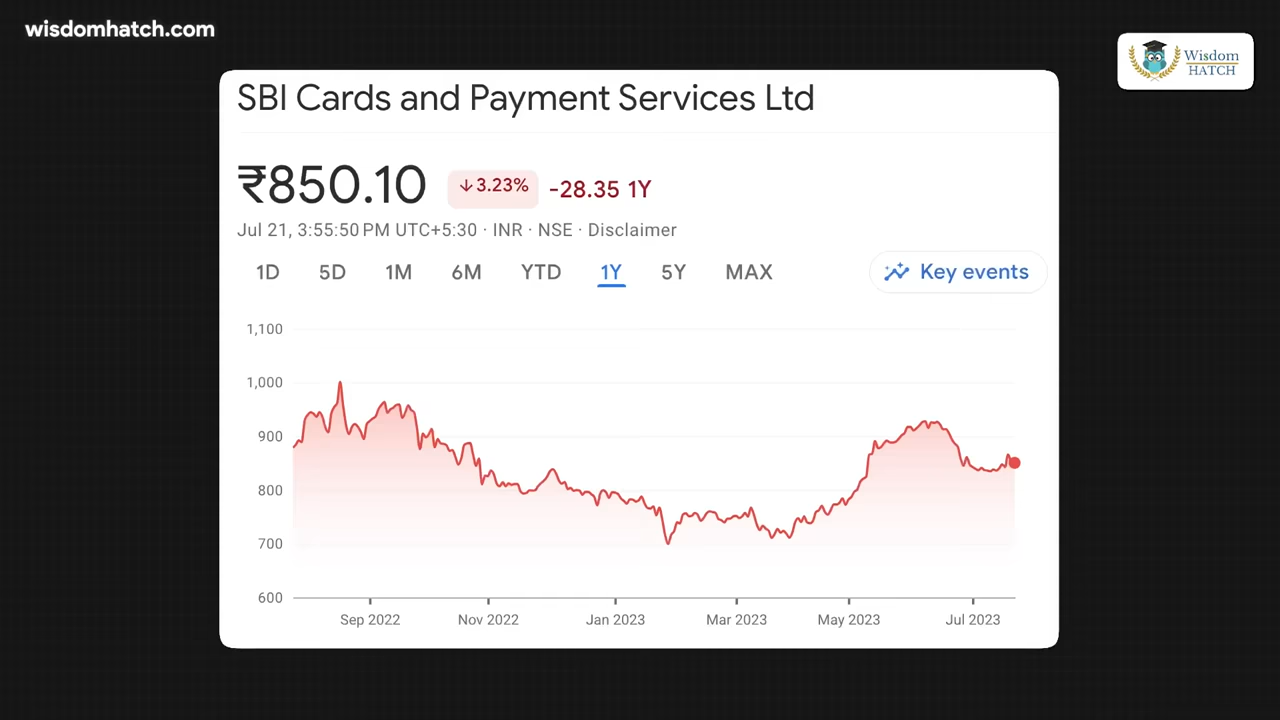 wisdomhatch.com
Wisdom
HATCH
SBI Cards and Payment Services Ltd
₹850.10 ↓3.23% -28.35 1Y
Jul 21, 3:55:50 PM UTC+5:30 · INR · NSE · Disclaimer
1D 5D 1M 6M YTD 1Y 5Y MAX Key events
1,100
1,000
900
800
700
600
Sep 2022 Nov 2022 Jan 2023 Mar 2023 May 2023 Jul 2023